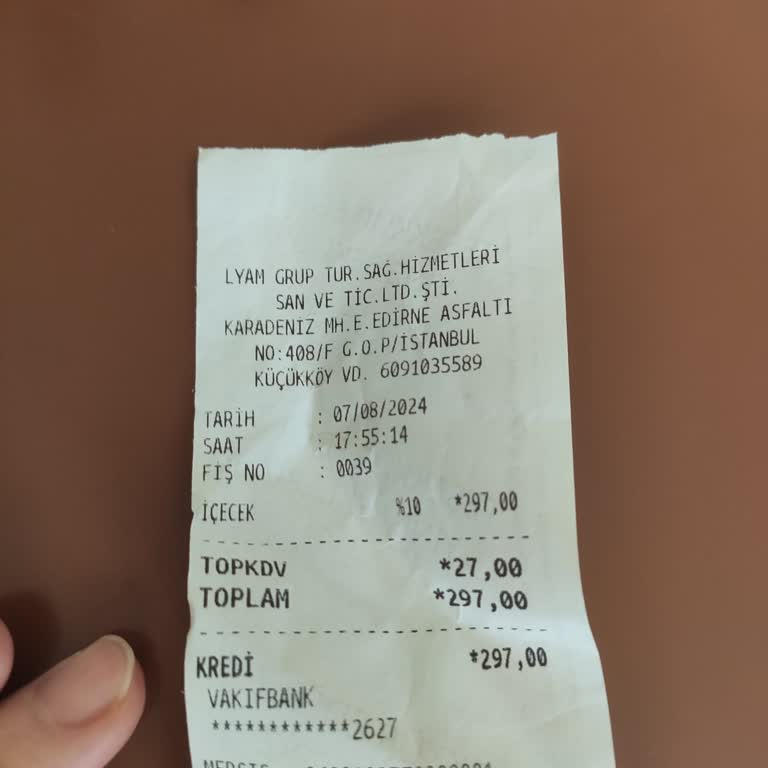 LYAM GRUP TUR.SAĞ.HİZMETLERİ
SAN VE TİC.LTD.ŞTİ.
KARADENİZ MH.E.EDİRNE ASFALTI
NO:408/F G.O.P/İSTANBUL
KÜÇÜKKÖY VD. 6091035589
TARİH : 07/08/2024
SAAT : 17:55:14
FİŞ NO : 0039
İÇECEK %10 *297,00
TOPKDV *27,00
TOPLAM *297,00
KREDİ *297,00
VAKIFBANK
************2627